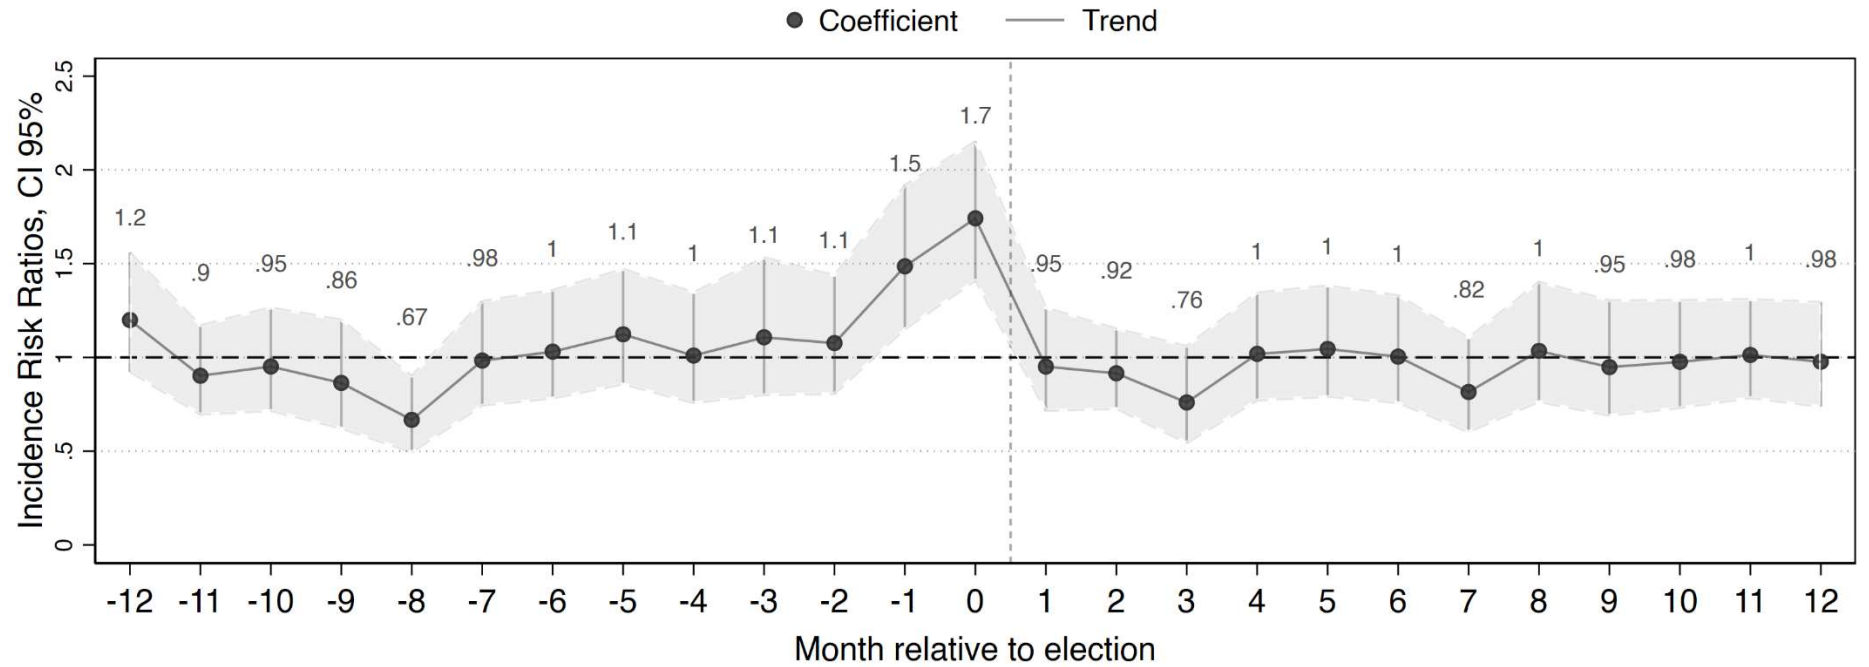 Coefficient Trend
Incidence Risk Ratios, CI 95%
2.5
2
1.5
1
.5
0
1.2 .9 .95 .86 .67 .98 1 1.1 1 1.1 1.1 1.5 1.7 .95 .92 .76 1 1 1 .82 1 .95 .98 1 .98
-12 -11 -10 -9 -8 -7 -6 -5 -4 -3 -2 -1 0 1 2 3 4 5 6 7 8 9 10 11 12
Month relative to election